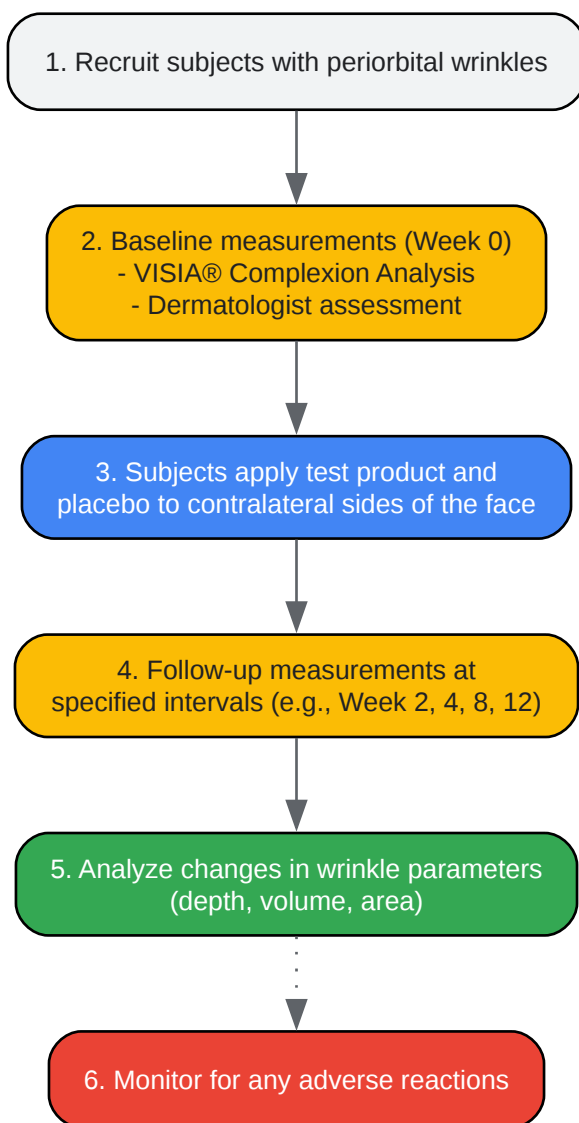 1. Recruit subjects with periorbital wrinkles
2. Baseline measurements (Week 0)
- VISIA® Complexion Analysis
- Dermatologist assessment
3. Subjects apply test product and
placebo to contralateral sides of the face
4. Follow-up measurements at
specified intervals (e.g., Week 2, 4, 8, 12)
5. Analyze changes in wrinkle parameters
(depth, volume, area)
6. Monitor for any adverse reactions